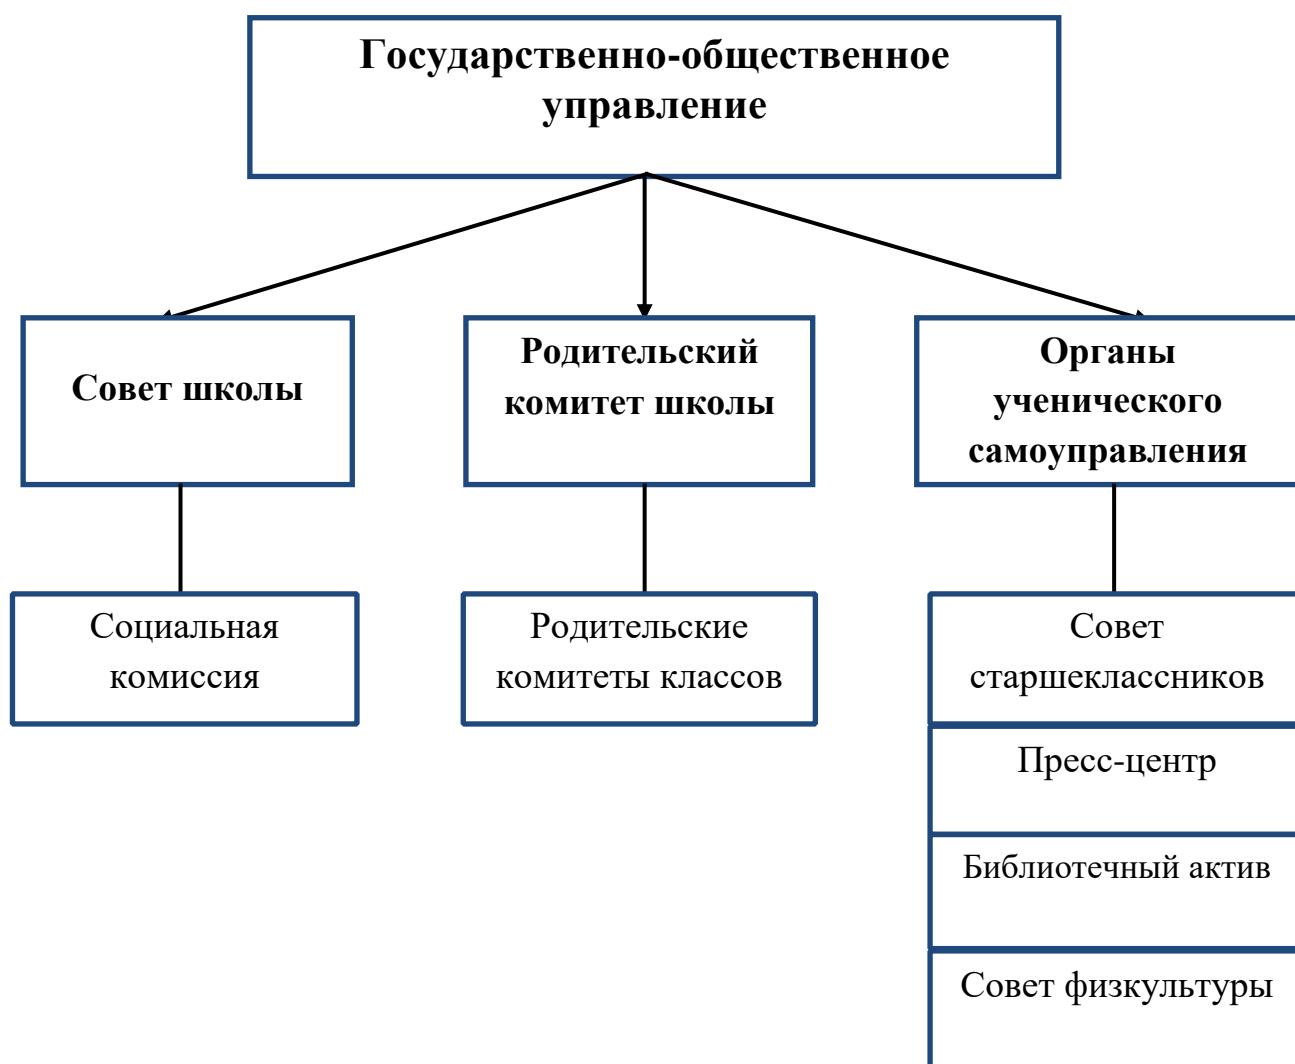 Государственно-общественное
управление
Совет школы
Родительский
комитет школы
Органы
ученического
самоуправления
Социальная
комиссия
Родительские
комитеты классов
Совет
старшеклассников
Пресс-центр
Библиотечный актив
Совет физкультуры